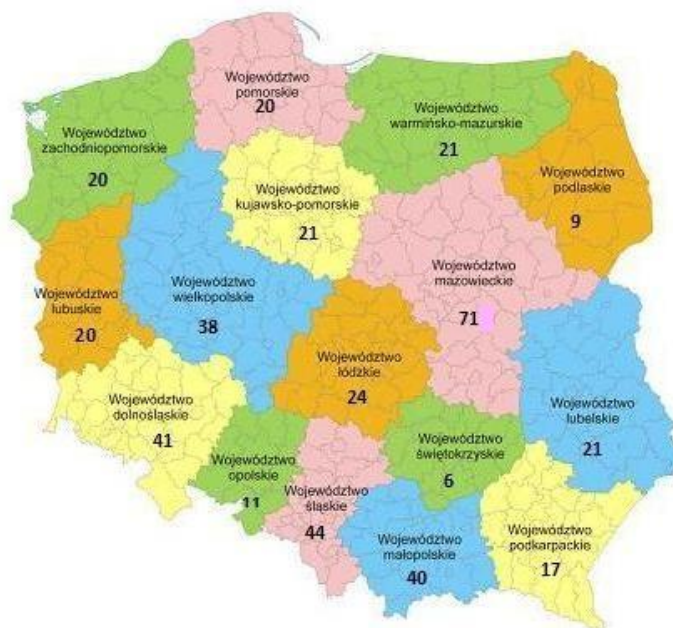 Województwo
pomorskie
20
Województwo
warmińsko-mazurskie
21
Województwo
zachodniopomorskie
20
Województwo
podlaskie
9
Województwo
kujawsko-pomorskie
21
Województwo
mazowieckie
71
Województwo
wielkopolskie
38
Województwo
lubuskie
20
Województwo
łódzkie
24
Województwo
dolnośląskie
41
Województwo
lubelskie
21
Województwo
świętokrzyskie
6
Województwo
opolskie
11
Województwo
śląskie
44
Województwo
podkarpackie
17
Województwo
małopolskie
40